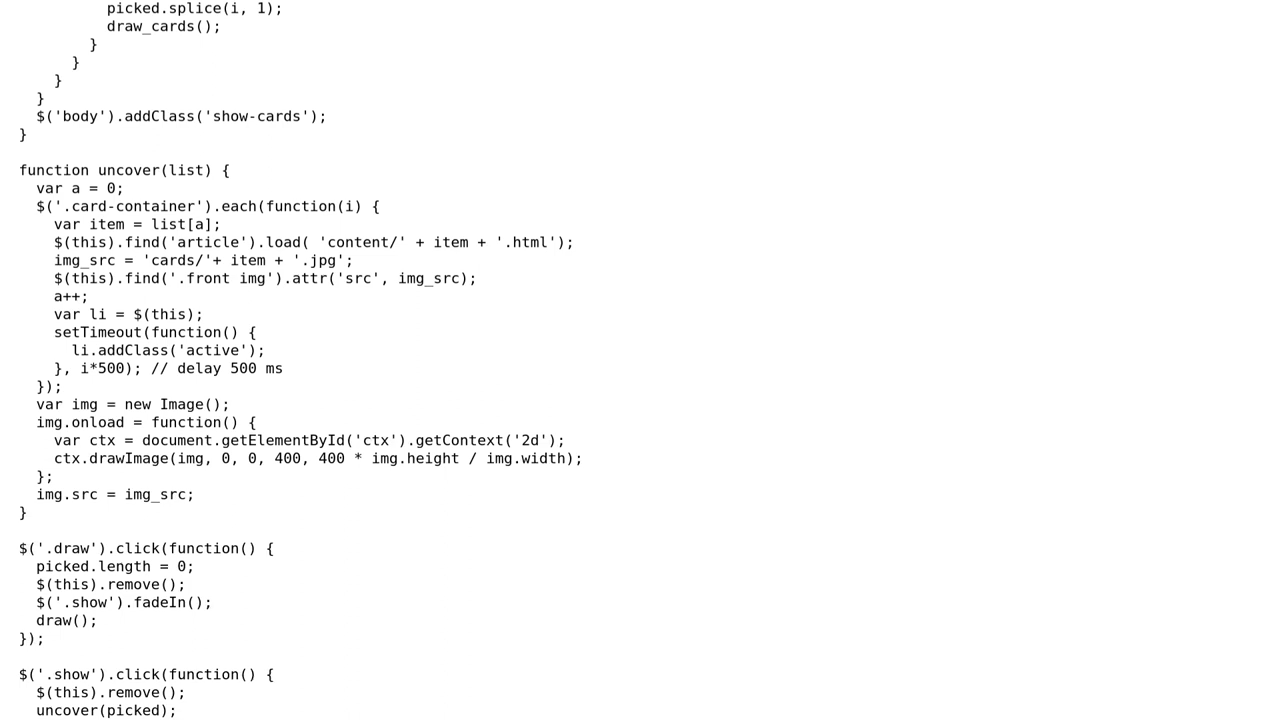 picked.splice(i, 1);
          draw_cards();
        }
      }
    }
  }
  $('body').addClass('show-cards');
}

function uncover(list) {
  var a = 0;
  $('.card-container').each(function(i) {
    var item = list[a];
    $(this).find('article').load( 'content/' + item + '.html');
    img_src = 'cards/'+ item + '.jpg';
    $(this).find('.front img').attr('src', img_src);
    a++;
    var li = $(this);
    setTimeout(function() {
      li.addClass('active');
    }, i*500); // delay 500 ms
  });
  var img = new Image();
  img.onload = function() {
    var ctx = document.getElementById('ctx').getContext('2d');
    ctx.drawImage(img, 0, 0, 400, 400 * img.height / img.width);
  };
  img.src = img_src;
}

$('.draw').click(function() {
  picked.length = 0;
  $(this).remove();
  $('.show').fadeIn();
  draw();
});

$('.show').click(function() {
  $(this).remove();
  uncover(picked);